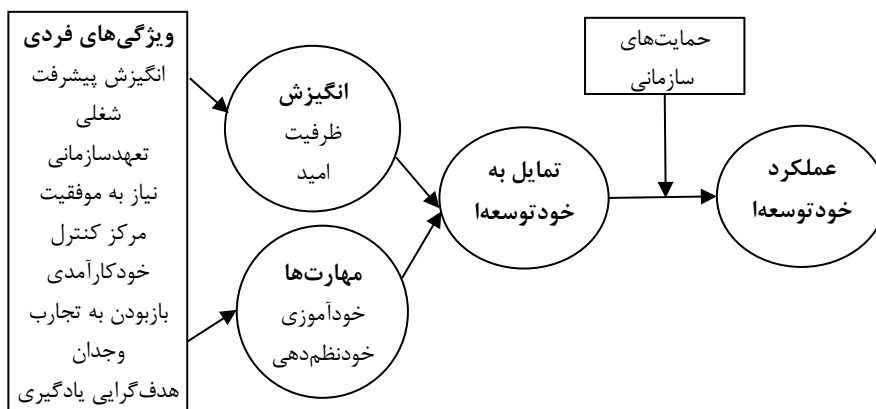 ویژگی‌های فردی
انگیزش پیشرفت
شغلی
تعهدسازمانی
نیاز به موفقیت
مرکز کنترل
خودکارآمدی
بازبودن به تجارب
وجدان
هدف‌گرایی یادگیری
انگیزش
ظرفیت
امید
مهارت‌ها
خودآموزی
خودنظم‌دهی
تمایل به
خودتوسعه‌ا
حمایت‌های
سازمانی
عملکرد
خودتوسعه‌ا